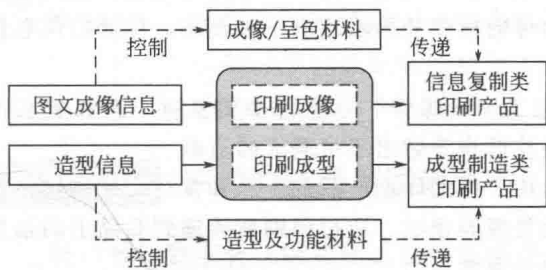 成像/呈色材料
控制
传递
图文成像信息
印刷成像
信息复制类
印刷产品
造型信息
印刷成型
成型制造类
印刷产品
造型及功能材料
控制
传递